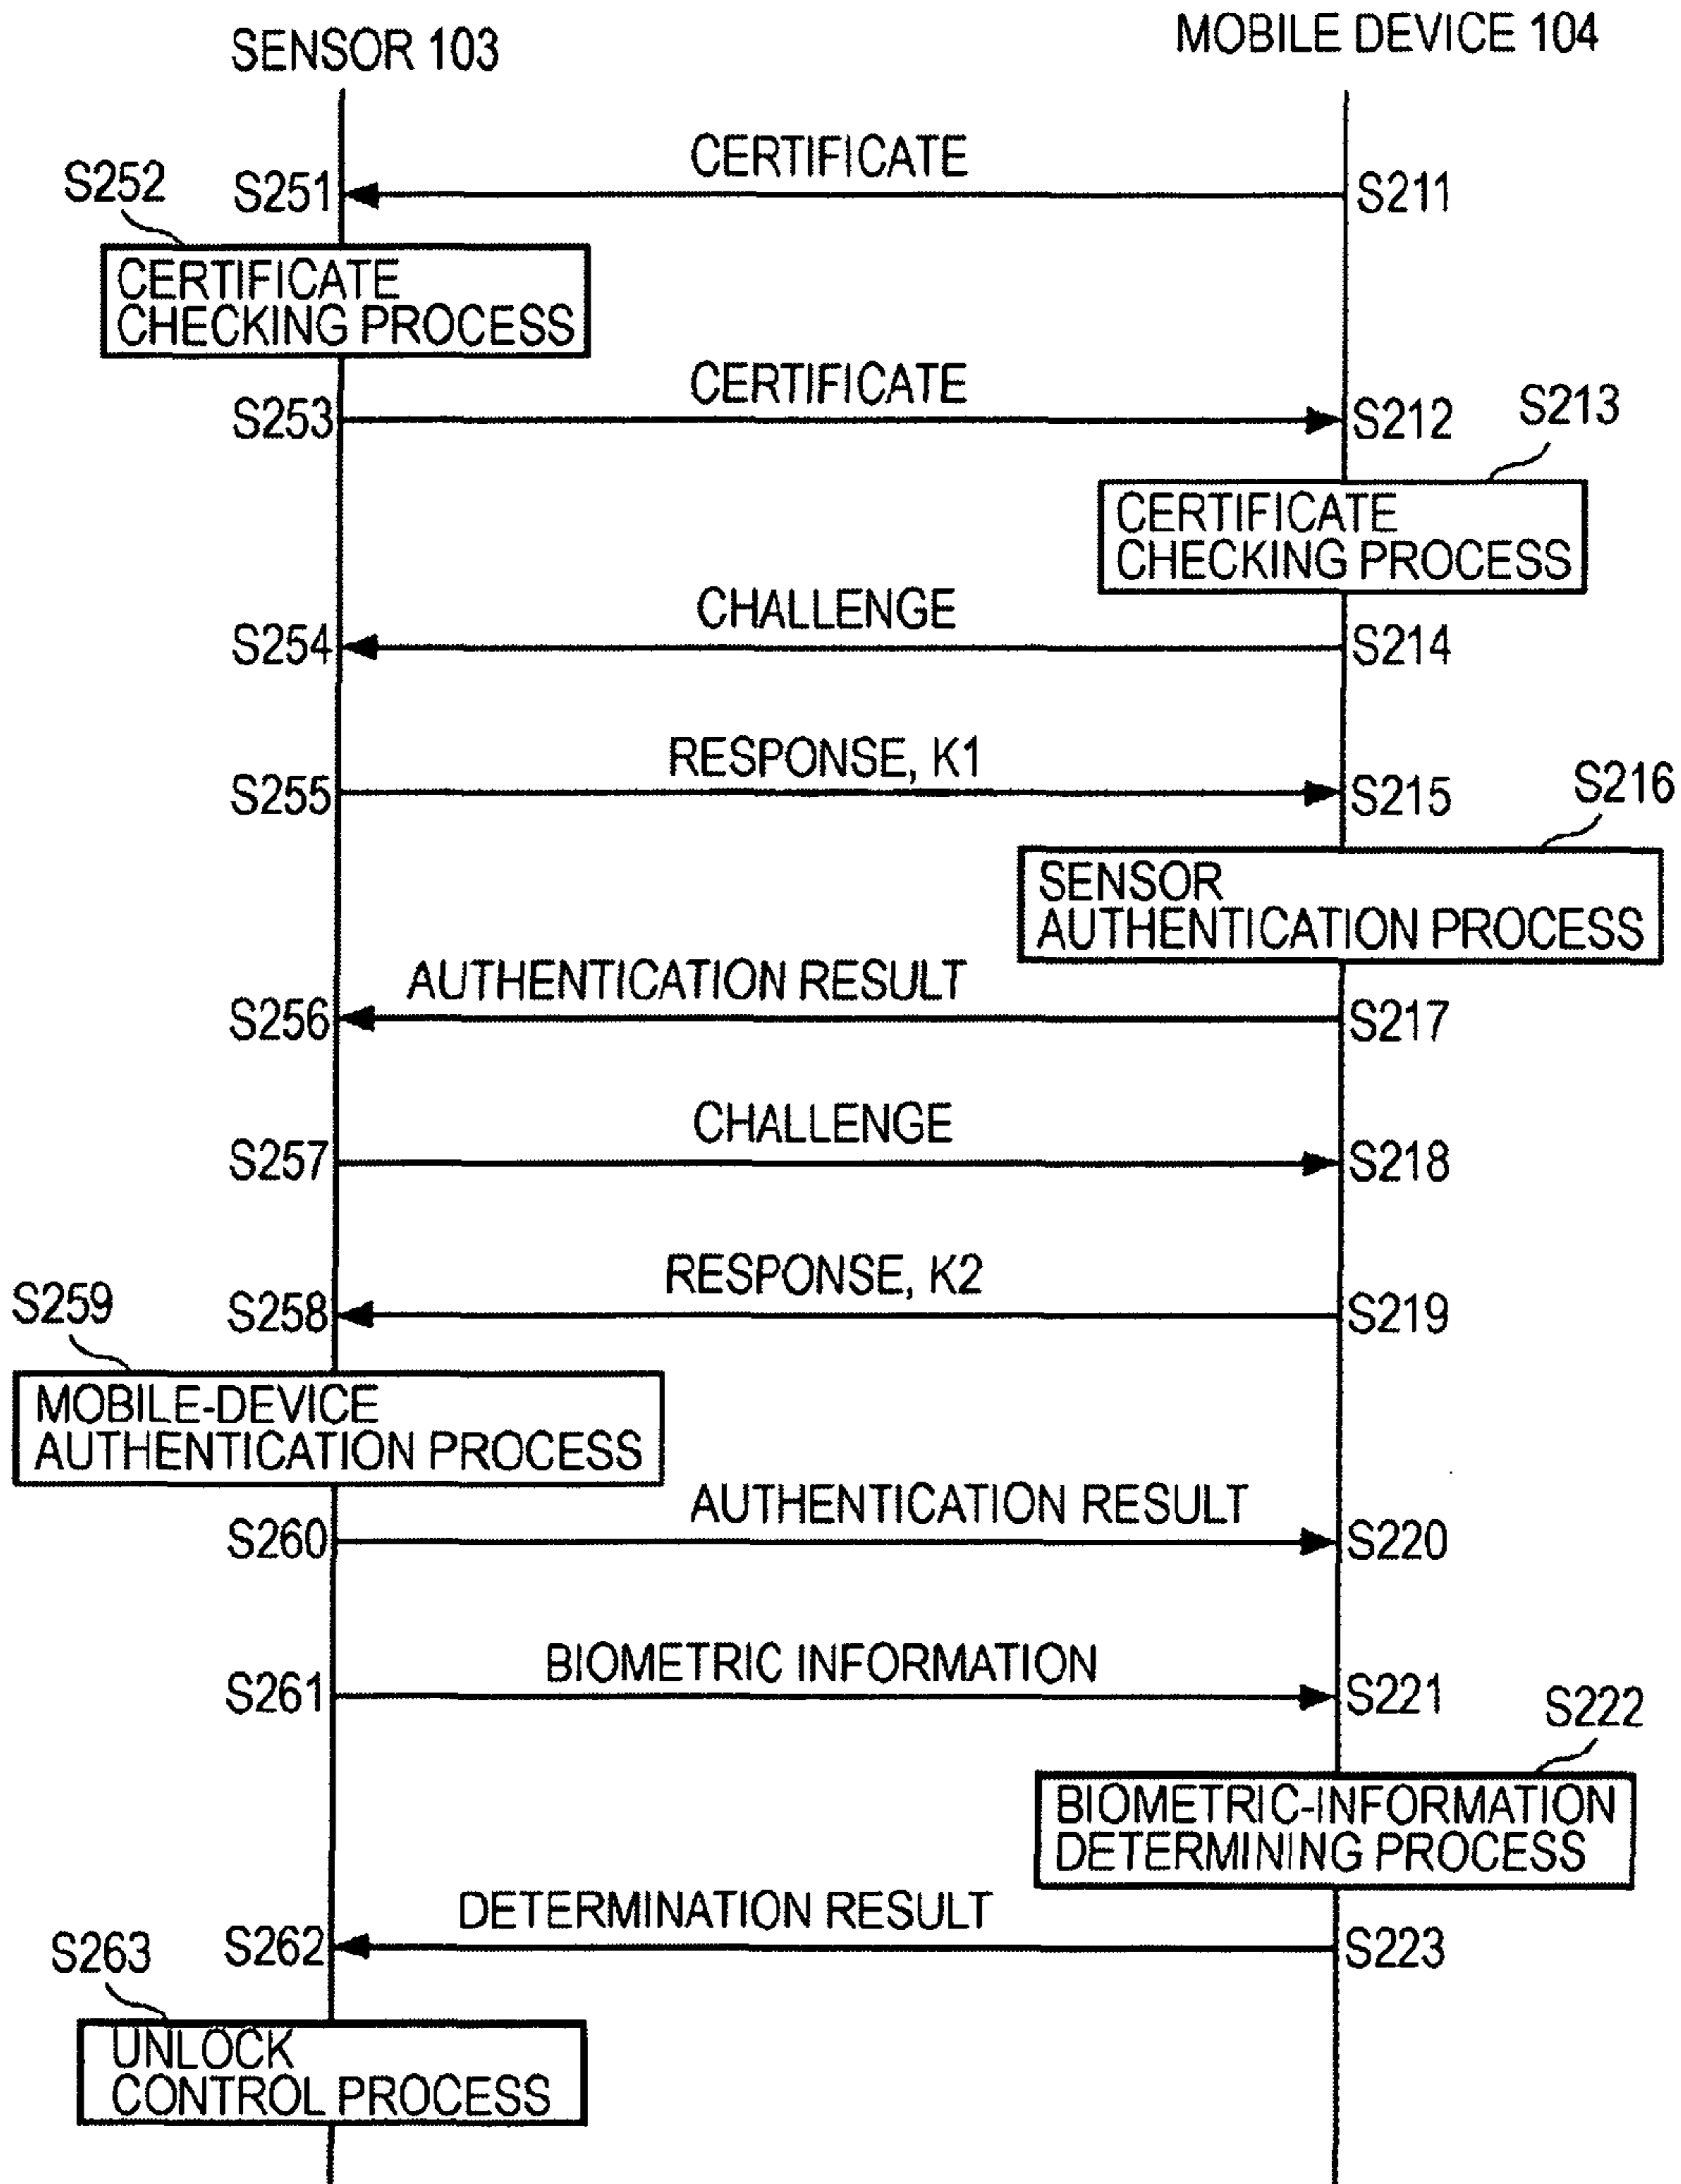 SENSOR 103
MOBILE DEVICE 104
CERTIFICATE
S252
S251
S211
CERTIFICATE
CHECKING PROCESS
CERTIFICATE
S253
S212
S213
CERTIFICATE
CHECKING PROCESS
CHALLENGE
S254
S214
RESPONSE, K1
S255
S215
S216
SENSOR
AUTHENTICATION PROCESS
AUTHENTICATION RESULT
S256
S217
CHALLENGE
S257
S218
RESPONSE, K2
S259
S258
S219
MOBILE-DEVICE
AUTHENTICATION PROCESS
AUTHENTICATION RESULT
S260
S220
BIOMETRIC INFORMATION
S261
S221
S222
BIOMETRIC-INFORMATION
DETERMINING PROCESS
DETERMINATION RESULT
S263
S262
S223
UNLOCK
CONTROL PROCESS